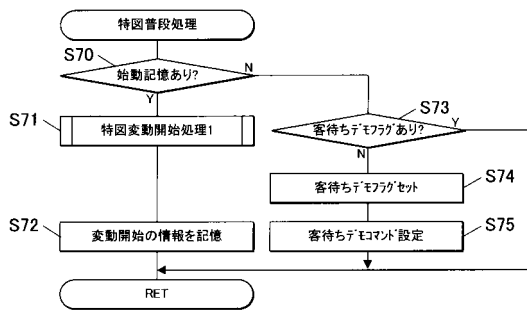 特図普段処理
S70
始動記憶あり?
N
Y
S71
特図変動開始処理1
S73
客待ちデモフラグあり?
Y
N
S74
客待ちデモフラグセット
S72
変動開始の情報を記憶
S75
客待ちデモコマンド設定
RET